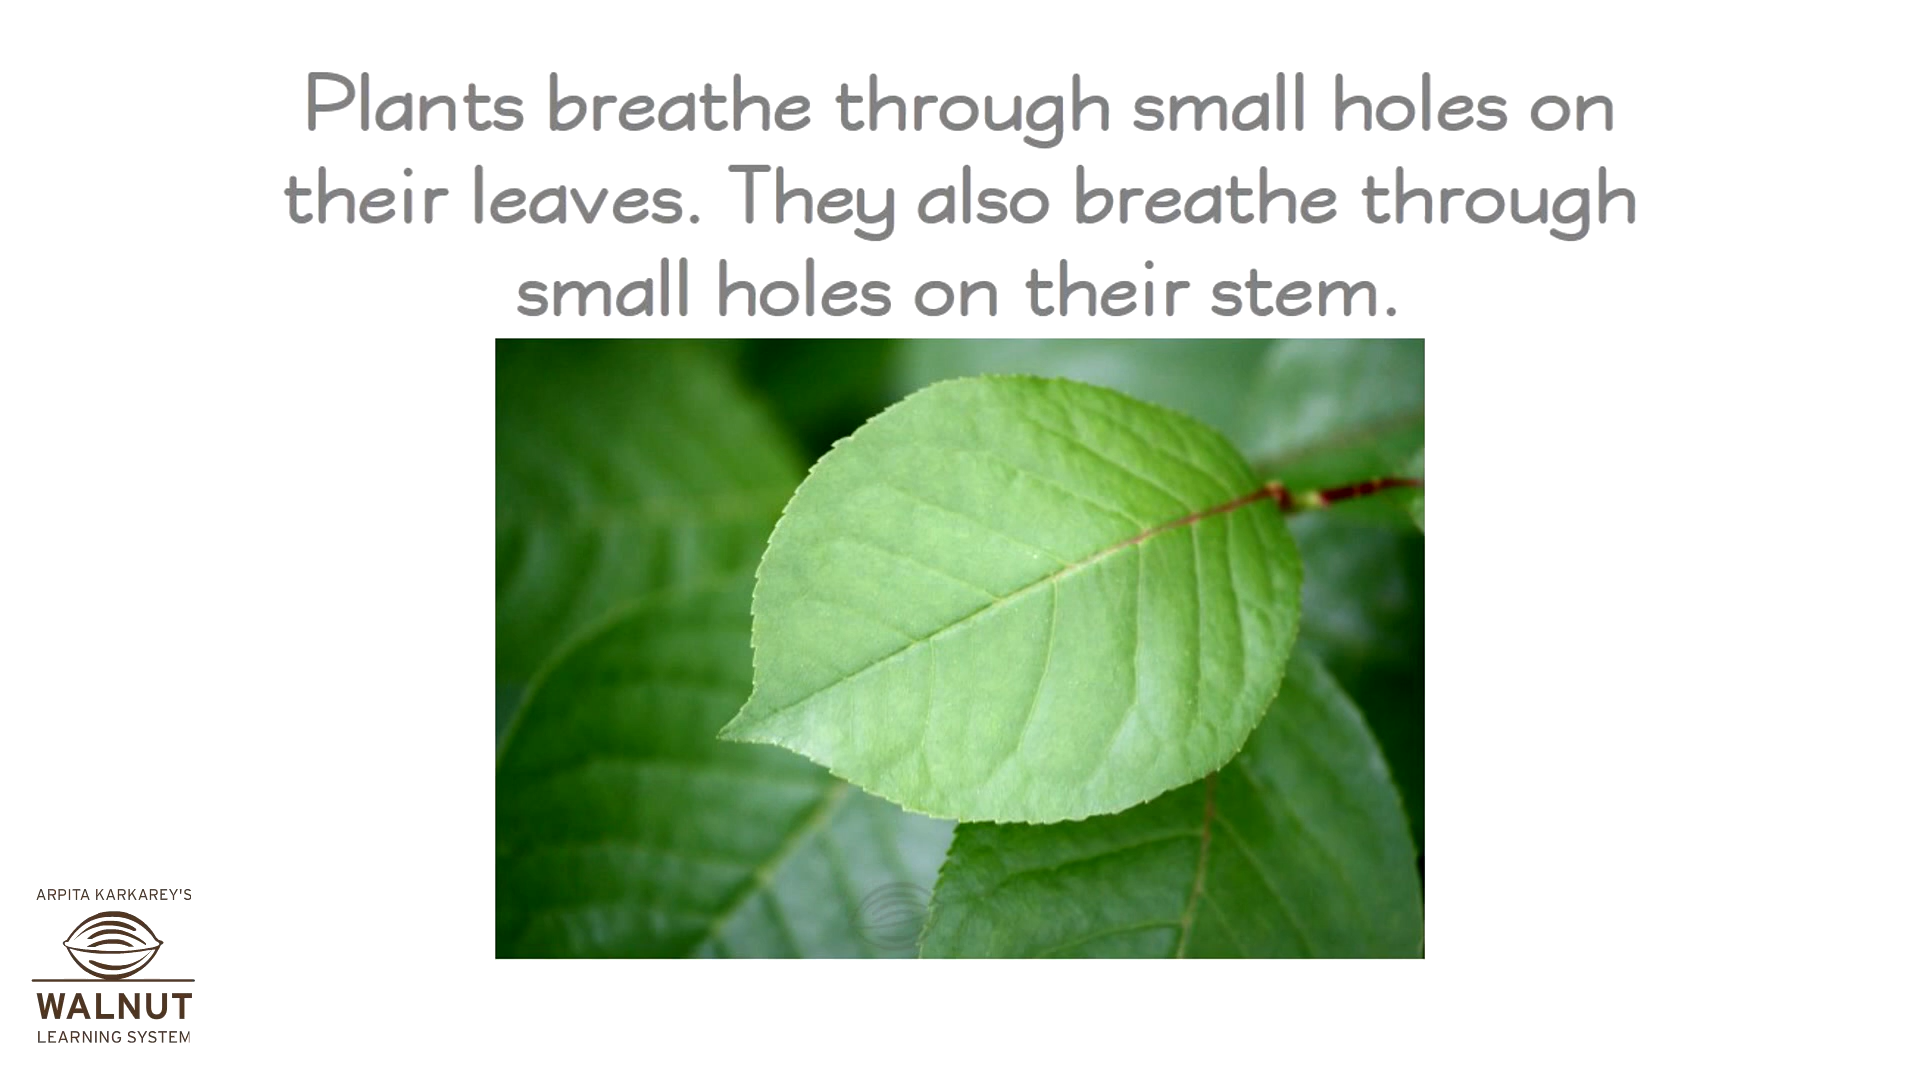 Plants breathe through small holes on
their leaves. They also breathe through
small holes on their stem.
ARPITA KARKAREY'S
WALNUT
LEARNING SYSTEM